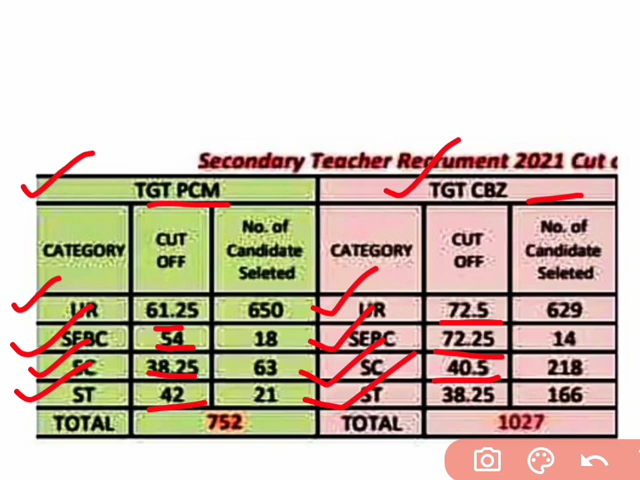 Secondary Teacher Recrument 2021 Cut
TGT PCM TGT CBZ
CATEGORY CUT OFF No. of Candidate Seleted CATEGORY CUT OFF No. of Candidate Seleted
UR 61.25 650 UR 72.5 629
SEBC 54 18 SEBC 72.25 14
SC 38.25 63 SC 40.5 218
ST 42 21 ST 38.25 166
TOTAL 752 TOTAL 1027